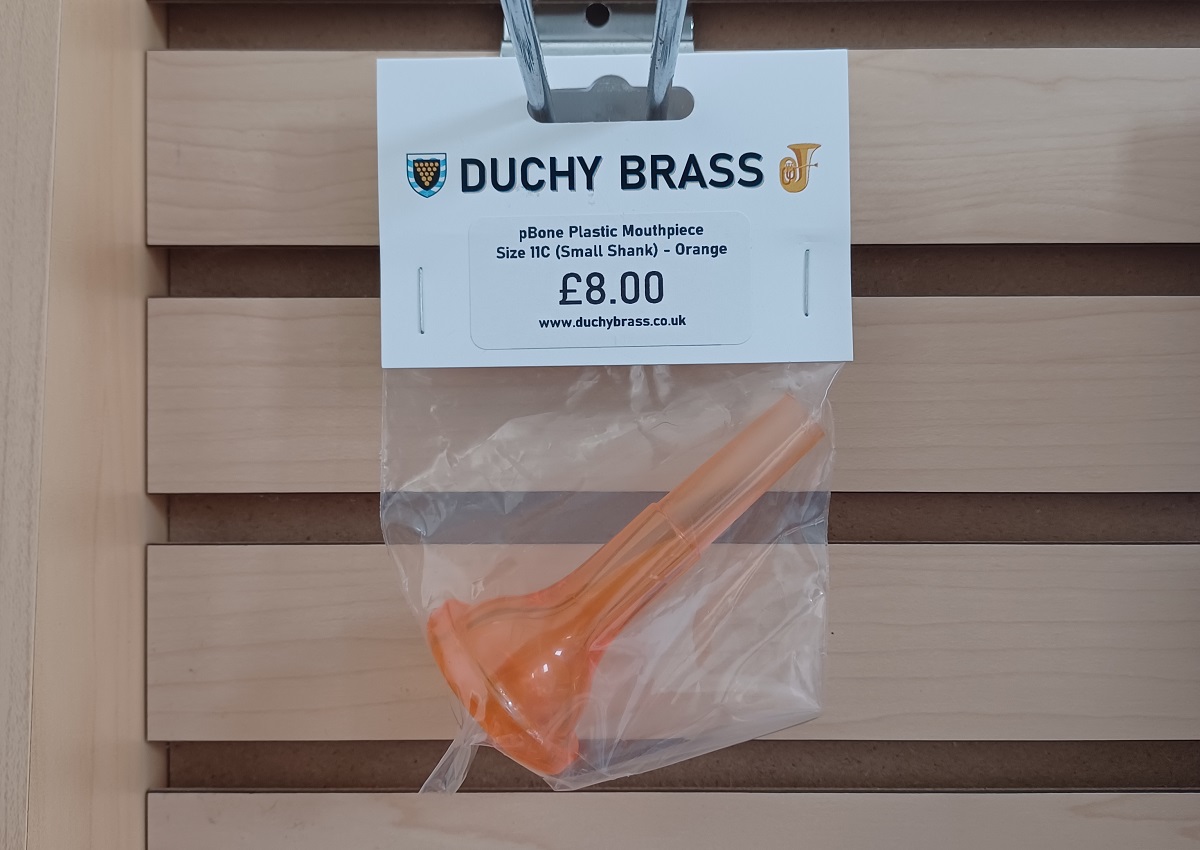 DUCHY BRASS
pBone Plastic Mouthpiece
Size 11C (Small Shank) - Orange
£8.00
www.duchybrass.co.uk